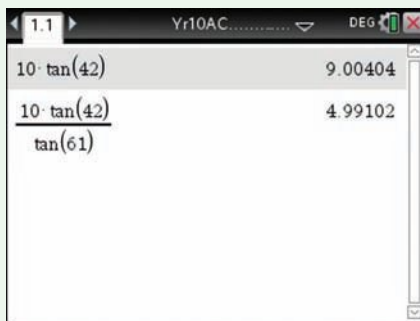 1.1 Yr10AC............ DEG
10· tan(42) 9.00404
10· tan(42) 4.99102
tan(61)